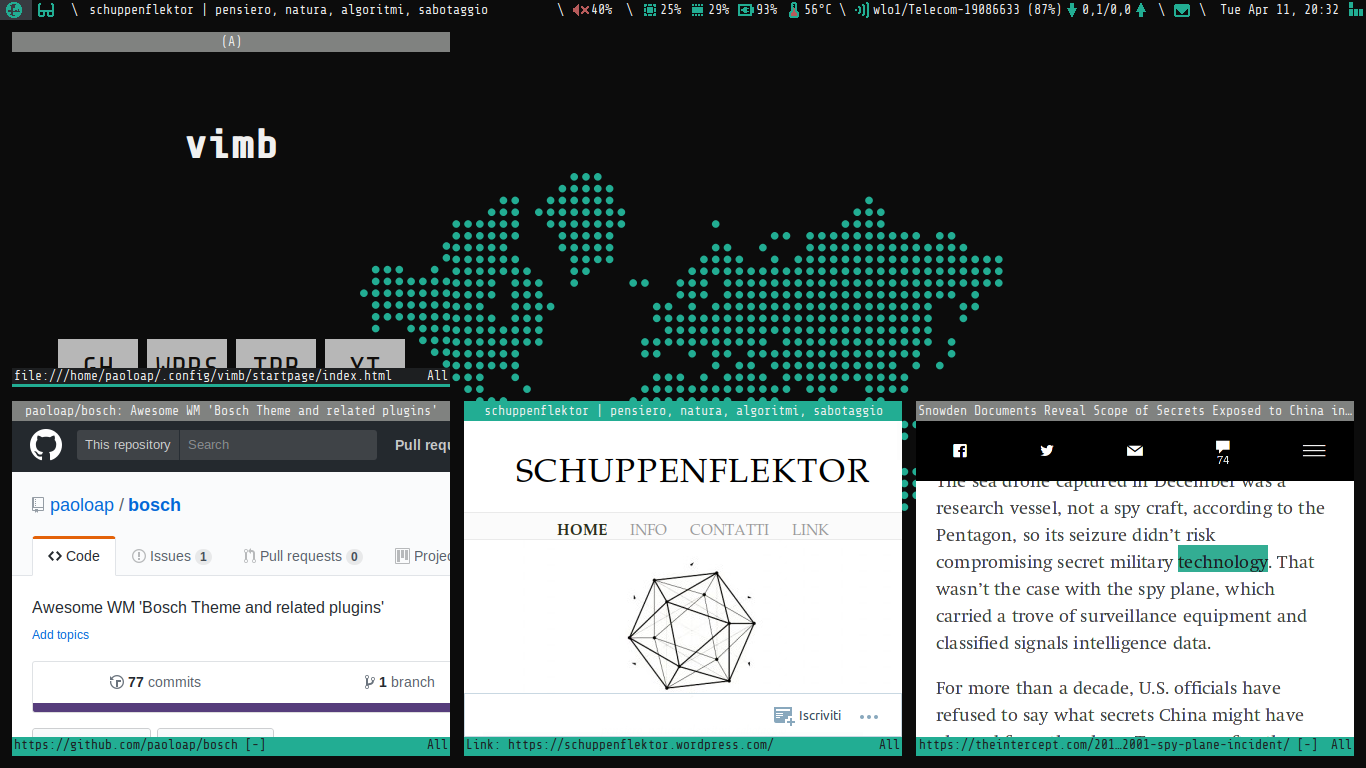 \ schuppenflektor | pensiero, natura, algoritmi, sabotaggio \ 40% \ 25% 29% 93% 56°C \ wlo1/Telecom-19086633 (87%) 0,1/0,0 \ \ Tue Apr 11, 20:32
(A)
vimb
GH WDPS TRR YT
file:///home/paoloap/.config/vimb/startpage/index.html All
paoloap/bosch: Awesome WM 'Bosch Theme and related plugins'
This repository Search Pull requ
paoloap / bosch
Code Issues 1 Pull requests 0 Projec
Awesome WM 'Bosch Theme and related plugins'
Add topics
77 commits 1 branch
https://github.com/paoloap/bosch [-] All
schuppenflektor | pensiero, natura, algoritmi, sabotaggio
SCHUPPENFLEKTOR
HOME INFO CONTATTI LINK
Iscriviti
Link: https://schuppenflektor.wordpress.com/ All
Snowden Documents Reveal Scope of Secrets Exposed to China in…
74
The sea drone captured in December was a
research vessel, not a spy craft, according to the
Pentagon, so its seizure didn’t risk
compromising secret military technology. That
wasn’t the case with the spy plane, which
carried a trove of surveillance equipment and
classified signals intelligence data.
For more than a decade, U.S. officials have
refused to say what secrets China might have
https://theintercept.com/201…2001-spy-plane-incident/ [-] All